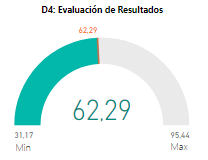 D4: Evaluación de Resultados
62,29
62,29
31,17
95,44
Min
Max